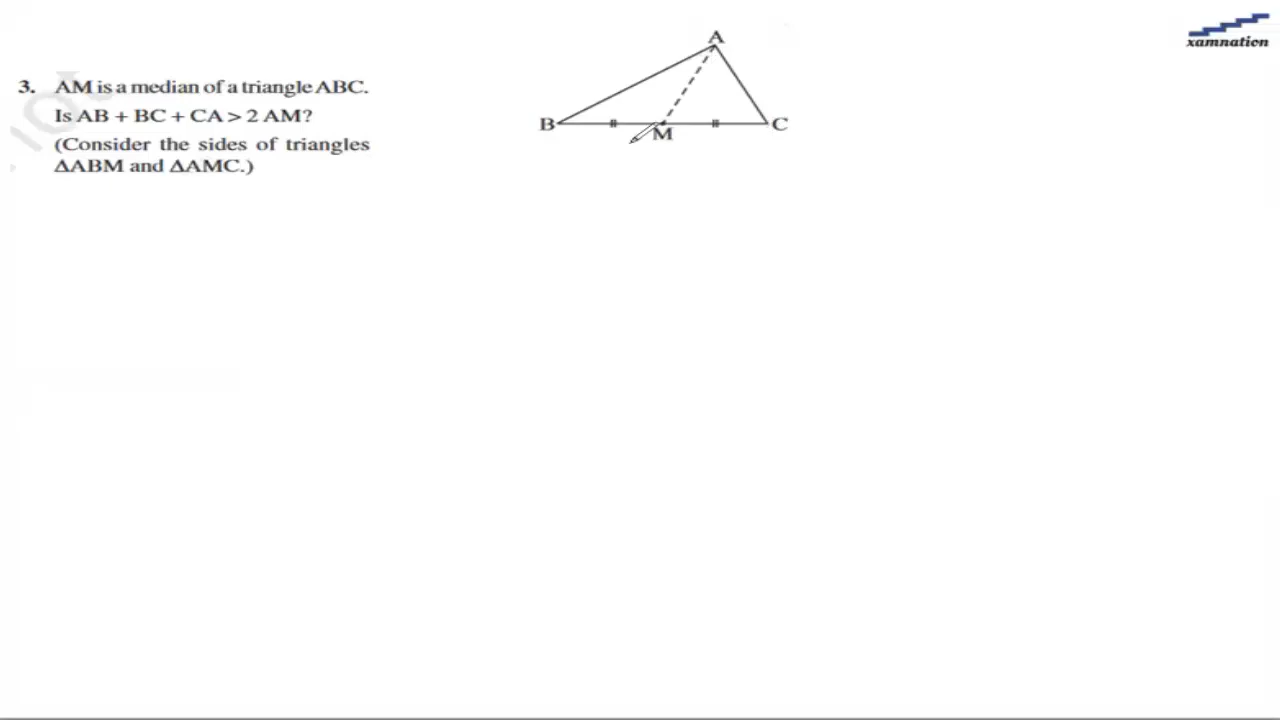 xamnation
3. AM is a median of a triangle ABC.
Is AB + BC + CA > 2 AM?
(Consider the sides of triangles
ΔABM and ΔAMC.)
A
B
M
C